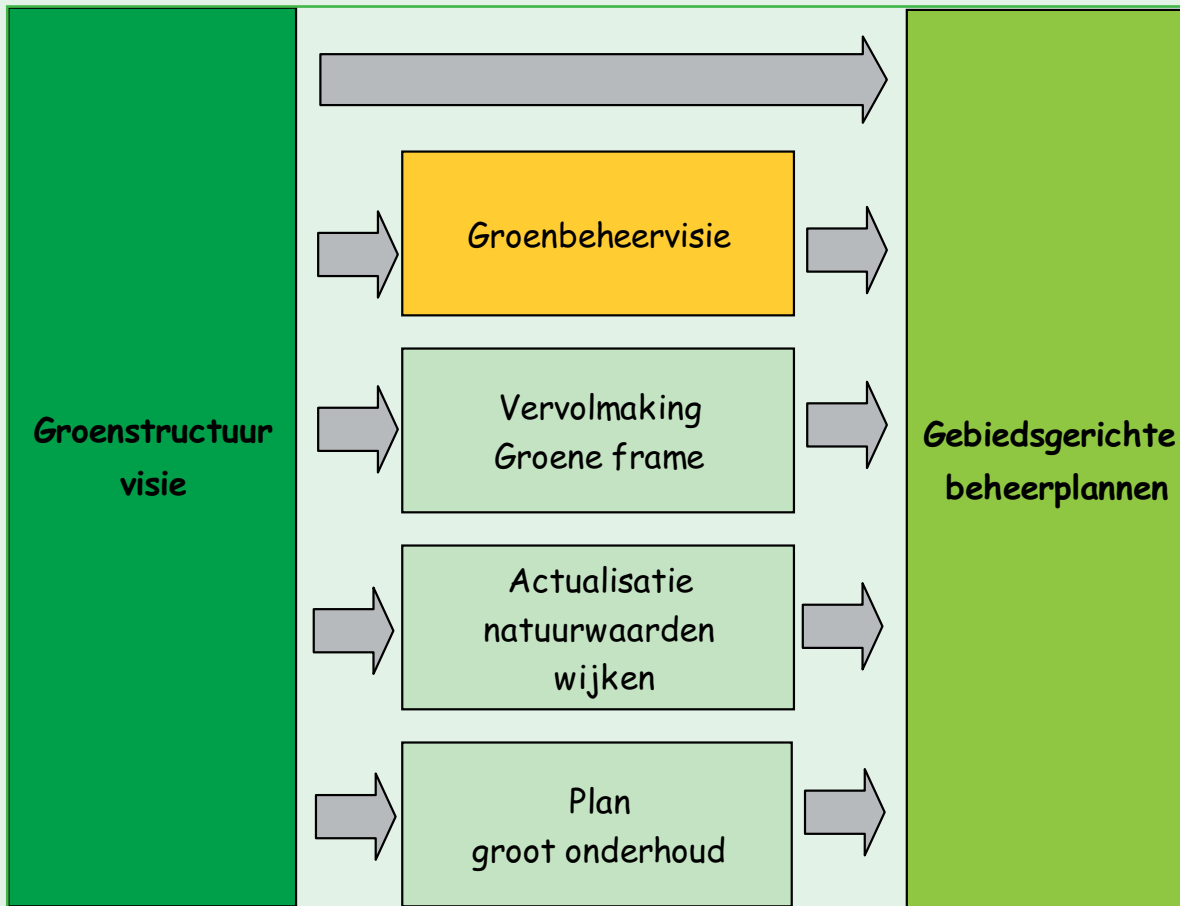 Groenstructuur
visie
Groenbeheervisie
Vervolmaking
Groene frame
Actualisatie
natuurwaarden
wijken
Plan
groot onderhoud
Gebiedsgerichte
beheerplannen